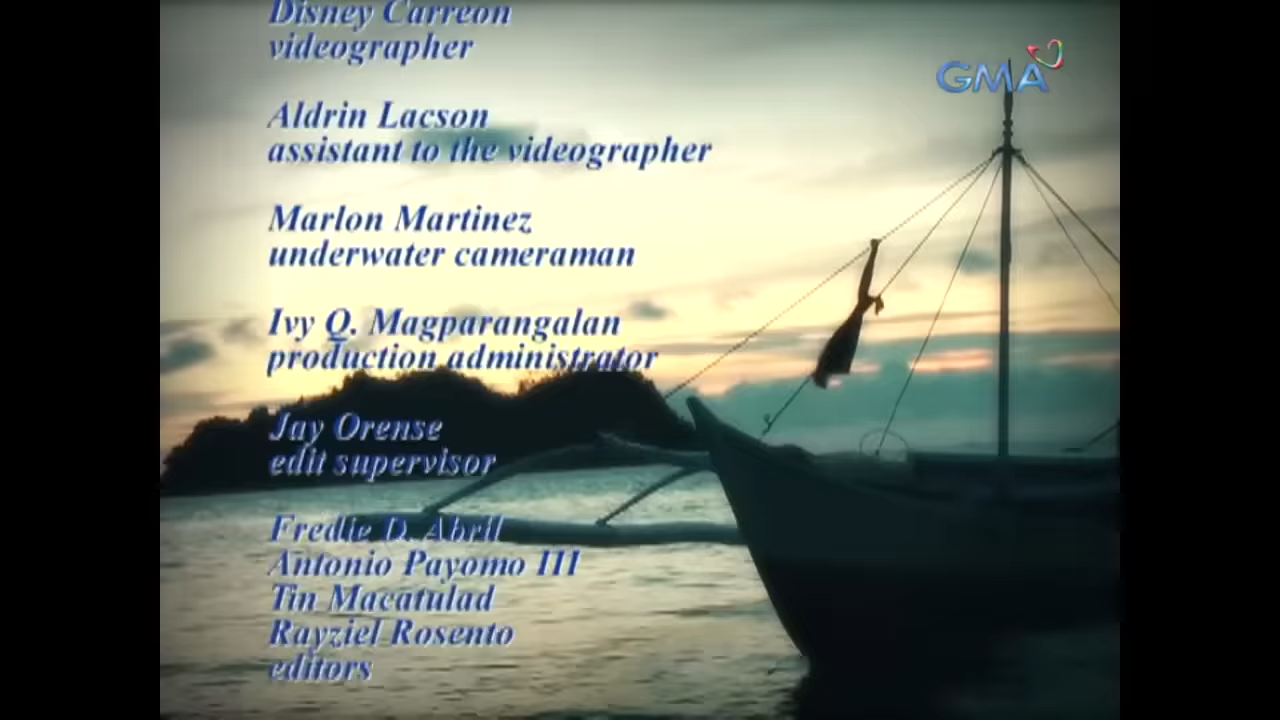 Disney Carreon
videographer
GMA
Aldrin Lacson
assistant to the videographer
Marlon Martinez
underwater cameraman
Ivy Q. Magparangalan
production administrator
Jay Orense
edit supervisor
Fredie D. Abril
Antonio Payomo III
Tin Macatulad
Rayziel Rosento
editors